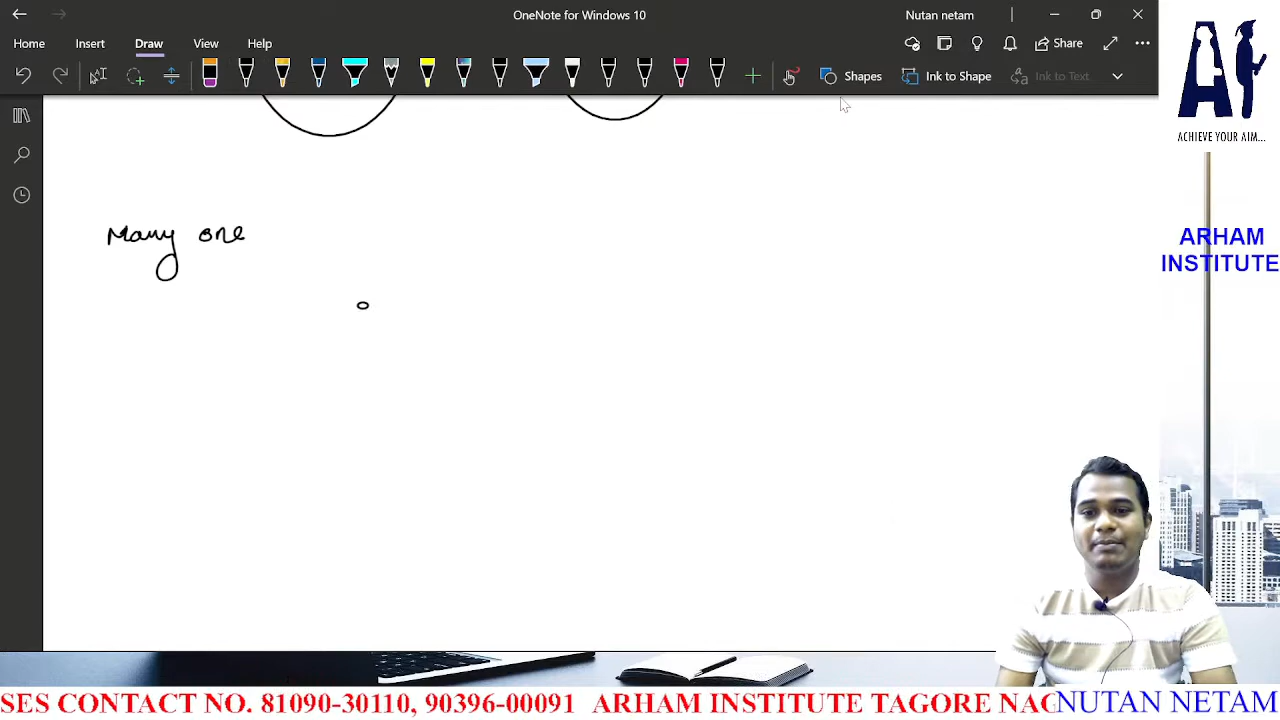 OneNote for Windows 10
Nutan netam
Home
Insert
Draw
View
Help
Share
Shapes
Ink to Shape
Ink to Text
AI
ACHIEVE YOUR AIM...
ARHAM
INSTITUTE
Many one
SES CONTACT NO. 81090-30110, 90396-00091 ARHAM INSTITUTE TAGORE NAG
NUTAN NETAM